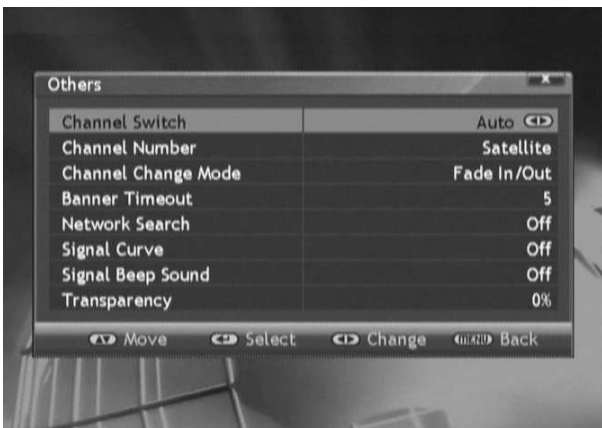 Others
Channel Switch Auto
Channel Number Satellite
Channel Change Mode Fade In/Out
Banner Timeout 5
Network Search Off
Signal Curve Off
Signal Beep Sound Off
Transparency 0%
Move Select Change MENU Back